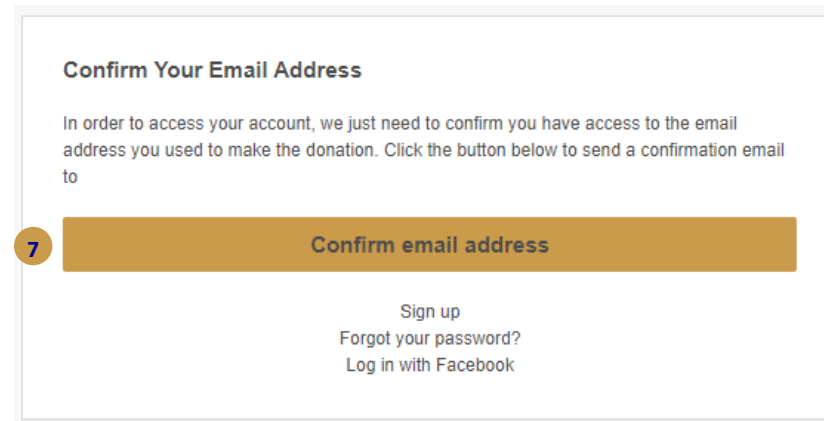 Confirm Your Email Address
In order to access your account, we just need to confirm you have access to the email
address you used to make the donation. Click the button below to send a confirmation email
to
7
Confirm email address
Sign up
Forgot your password?
Log in with Facebook